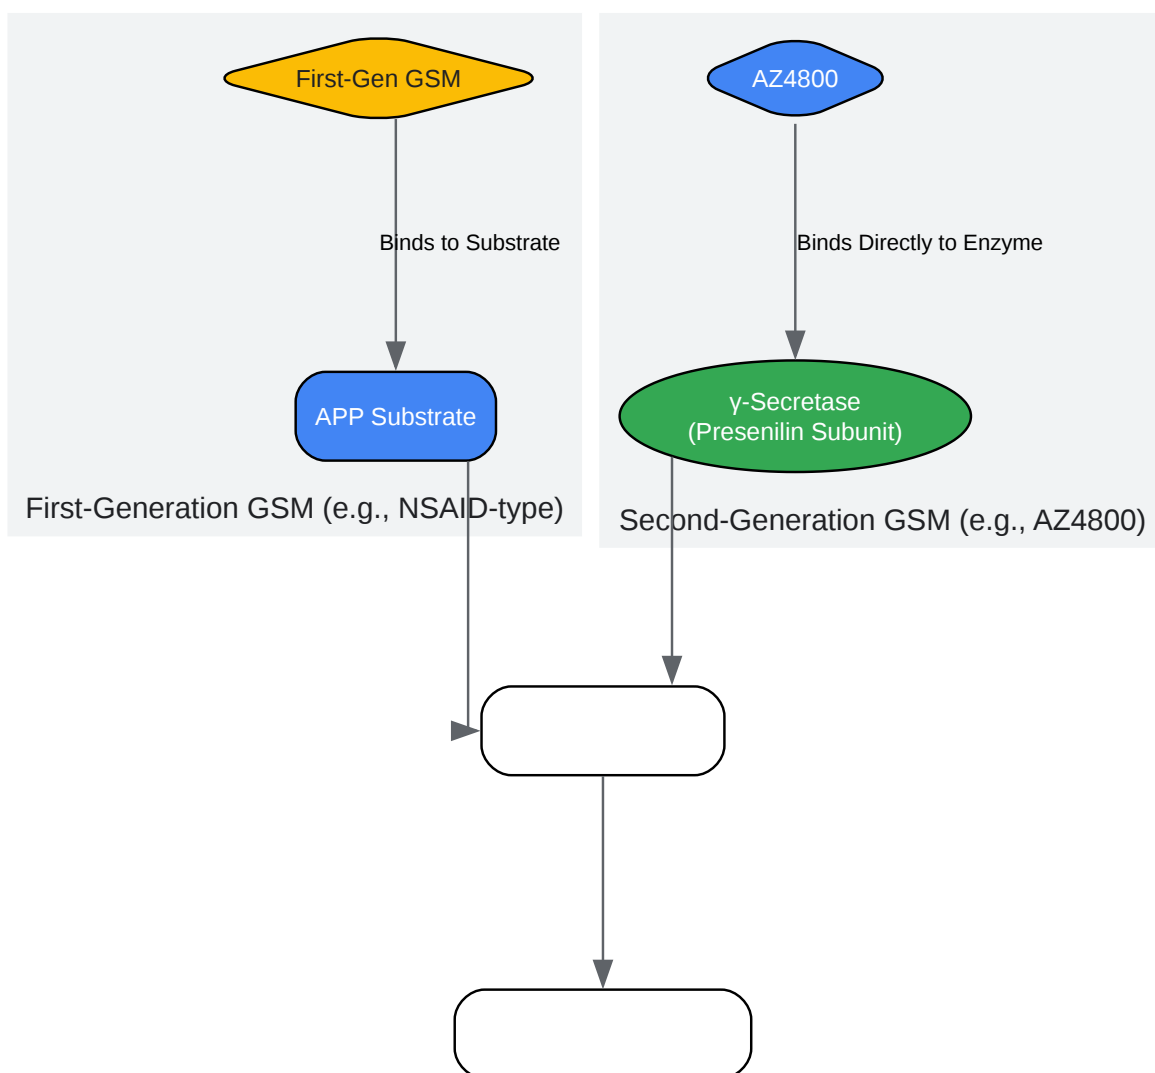 First-Gen GSM
Binds to Substrate
APP Substrate
First-Generation GSM (e.g., NSAID-type)
AZ4800
Binds Directly to Enzyme
γ-Secretase
(Presenilin Subunit)
Second-Generation GSM (e.g., AZ4800)